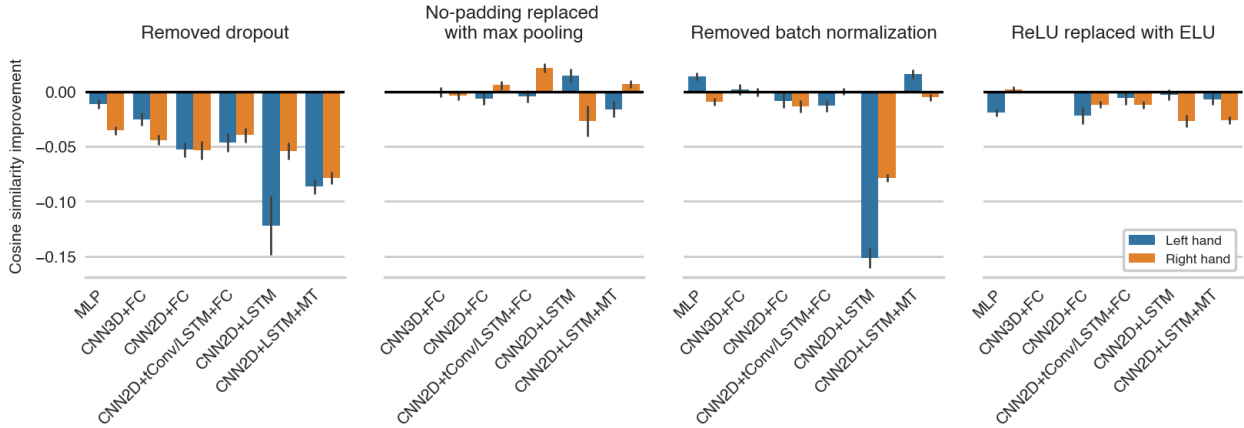 Removed dropout
No-padding replaced
with max pooling
Removed batch normalization
ReLU replaced with ELU
Cosine similarity improvement
0.00
−0.05
−0.10
−0.15
MLP
CNN3D+FC
CNN2D+FC
CNN2D+tConv/LSTM+FC
CNN2D+LSTM
CNN2D+LSTM+MT
CNN3D+FC
CNN2D+FC
CNN2D+tConv/LSTM+FC
CNN2D+LSTM
CNN2D+LSTM+MT
MLP
CNN3D+FC
CNN2D+FC
CNN2D+tConv/LSTM+FC
CNN2D+LSTM
CNN2D+LSTM+MT
MLP
CNN3D+FC
CNN2D+FC
CNN2D+tConv/LSTM+FC
CNN2D+LSTM
CNN2D+LSTM+MT
Left hand
Right hand